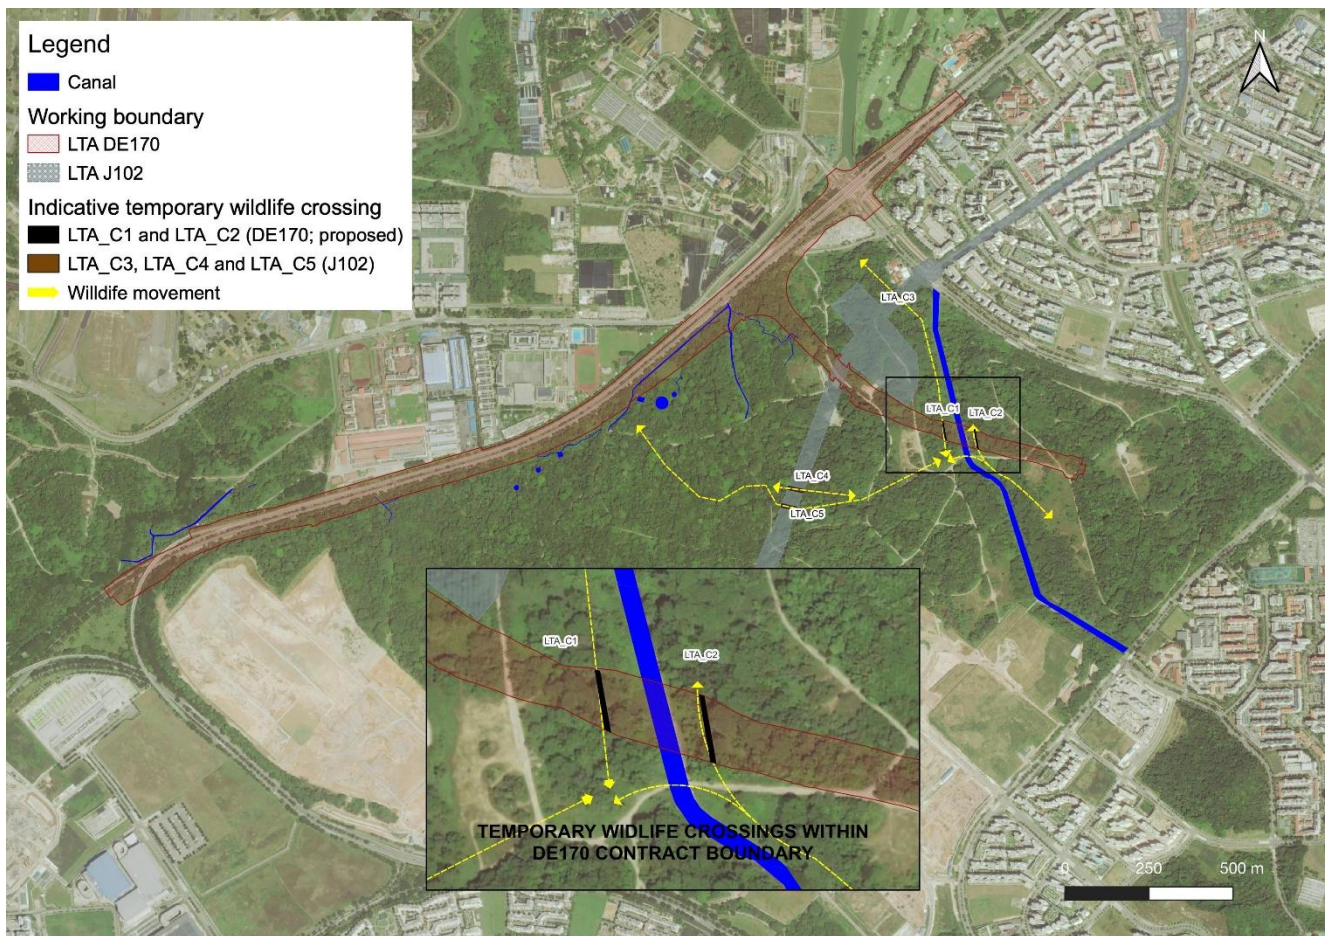 Legend
Canal
Working boundary
LTA DE170
LTA J102
Indicative temporary wildlife crossing
LTA_C1 and LTA_C2 (DE170; proposed)
LTA_C3, LTA_C4 and LTA_C5 (J102)
Willdlife movement
N
LTA_C3
LTA_C1
LTA_C2
LTA_C4
LTA_C5
LTA_C1
LTA_C2
TEMPORARY WIDLIFE CROSSINGS WITHIN
DE170 CONTRACT BOUNDARY
0 250 500 m